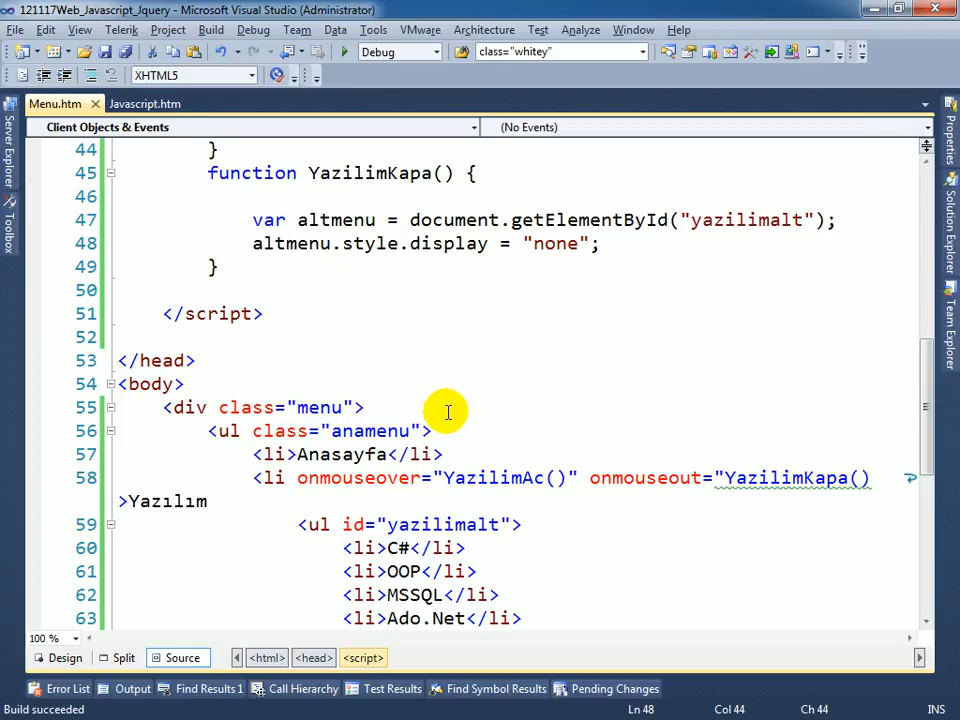 121117Web_Javascript_Jquery - Microsoft Visual Studio (Administrator)
File Edit View Telerik Project Build Debug Team Data Tools VMware Architecture Test Analyze Window Help
Debug class="whitey"
XHTML5
Menu.htm Javascript.htm
Client Objects & Events (No Events)
44 }
45 function YazilimKapa() {
46
47 var altmenu = document.getElementById("yazilimalt");
48 altmenu.style.display = "none";
49 }
50
51 </script>
52
53 </head>
54 <body>
55 <div class="menu">
56 <ul class="anamenu">
57 <li>Anasayfa</li>
58 <li onmouseover="YazilimAc()" onmouseout="YazilimKapa()
>Yazılım
59 <ul id="yazilimalt">
60 <li>C#</li>
61 <li>OOP</li>
62 <li>MSSQL</li>
63 <li>Ado.Net</li>
100 %
Design Split Source <html> <head> <script>
Error List Output Find Results 1 Call Hierarchy Test Results Find Symbol Results Pending Changes
Build succeeded Ln 48 Col 44 Ch 44 INS
Server Explorer
Toolbox
Properties
Solution Explorer
Team Explorer